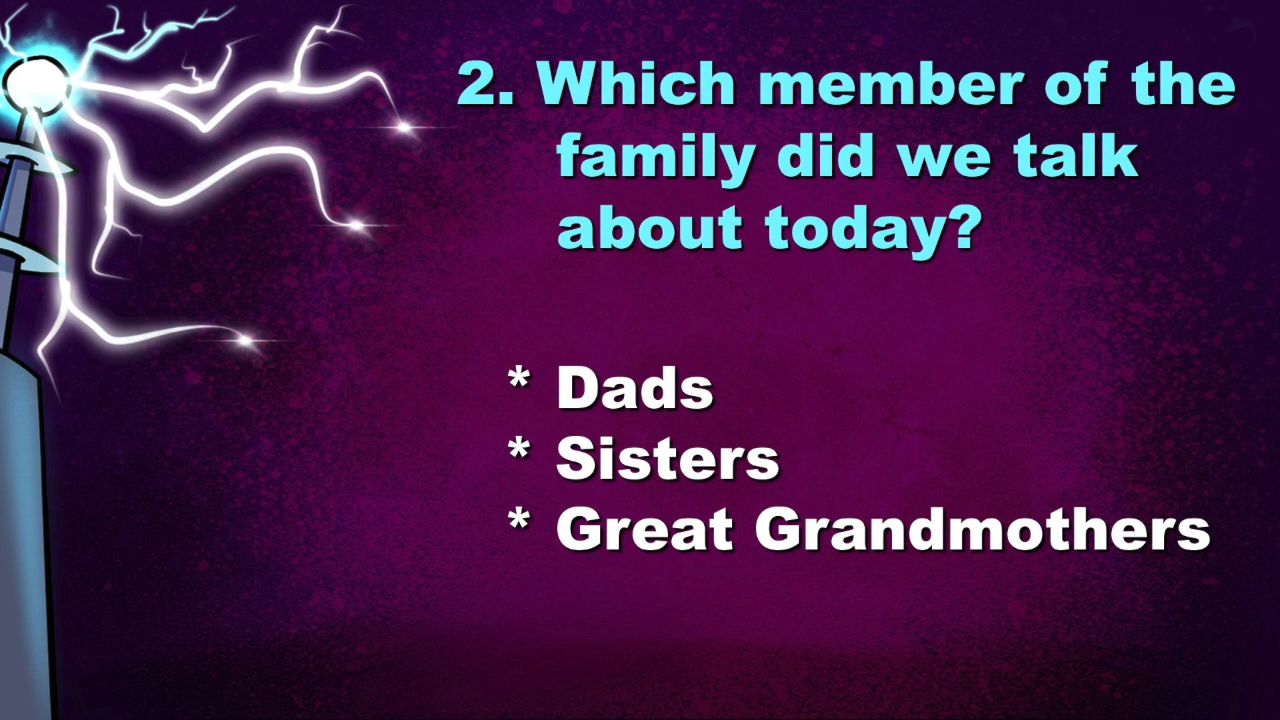 2. Which member of the
family did we talk
about today?
* Dads
* Sisters
* Great Grandmothers